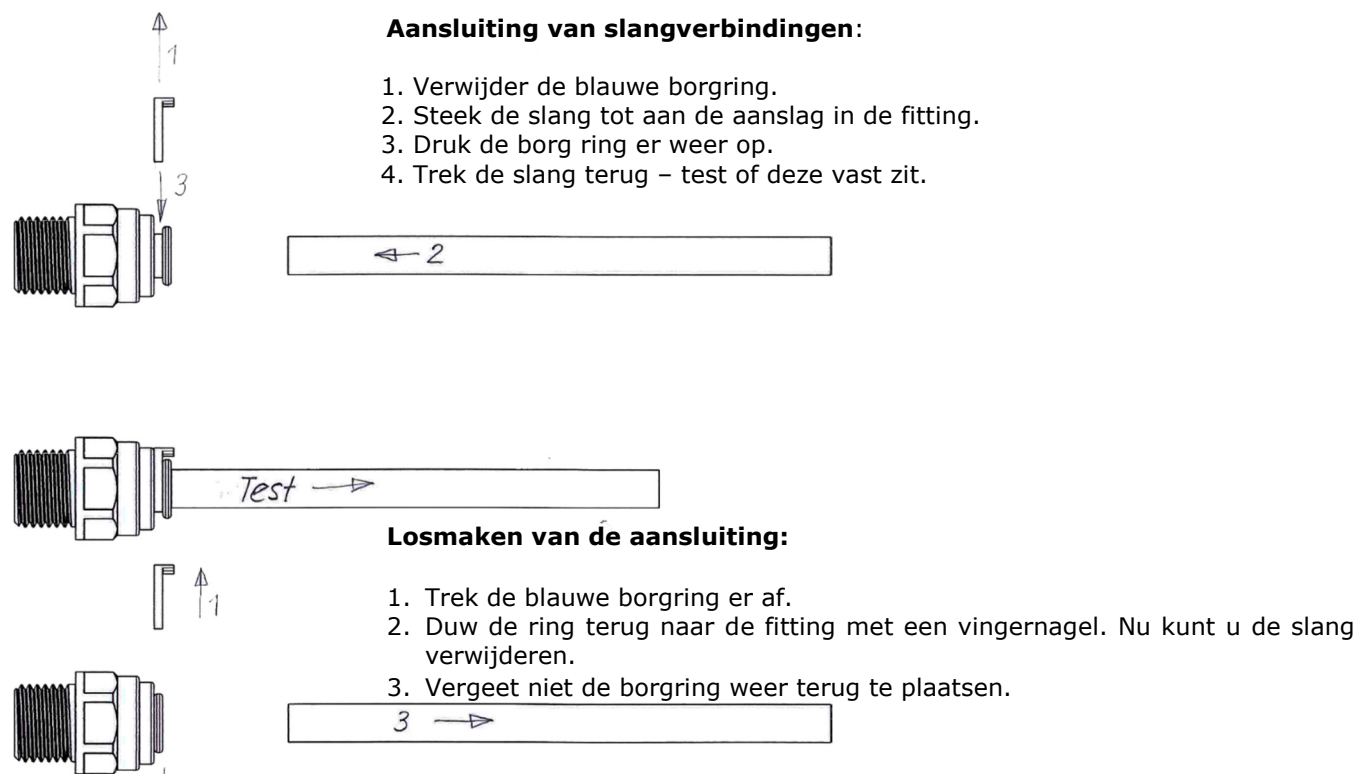 1
Aansluiting van slangverbindingen:
1. Verwijder de blauwe borgring.
2. Steek de slang tot aan de aanslag in de fitting.
3. Druk de borg ring er weer op.
4. Trek de slang terug – test of deze vast zit.
3
2
Test
Losmaken van de aansluiting:
1
1. Trek de blauwe borgring er af.
2. Duw de ring terug naar de fitting met een vingernagel. Nu kunt u de slang
verwijderen.
3. Vergeet niet de borgring weer terug te plaatsen.
3